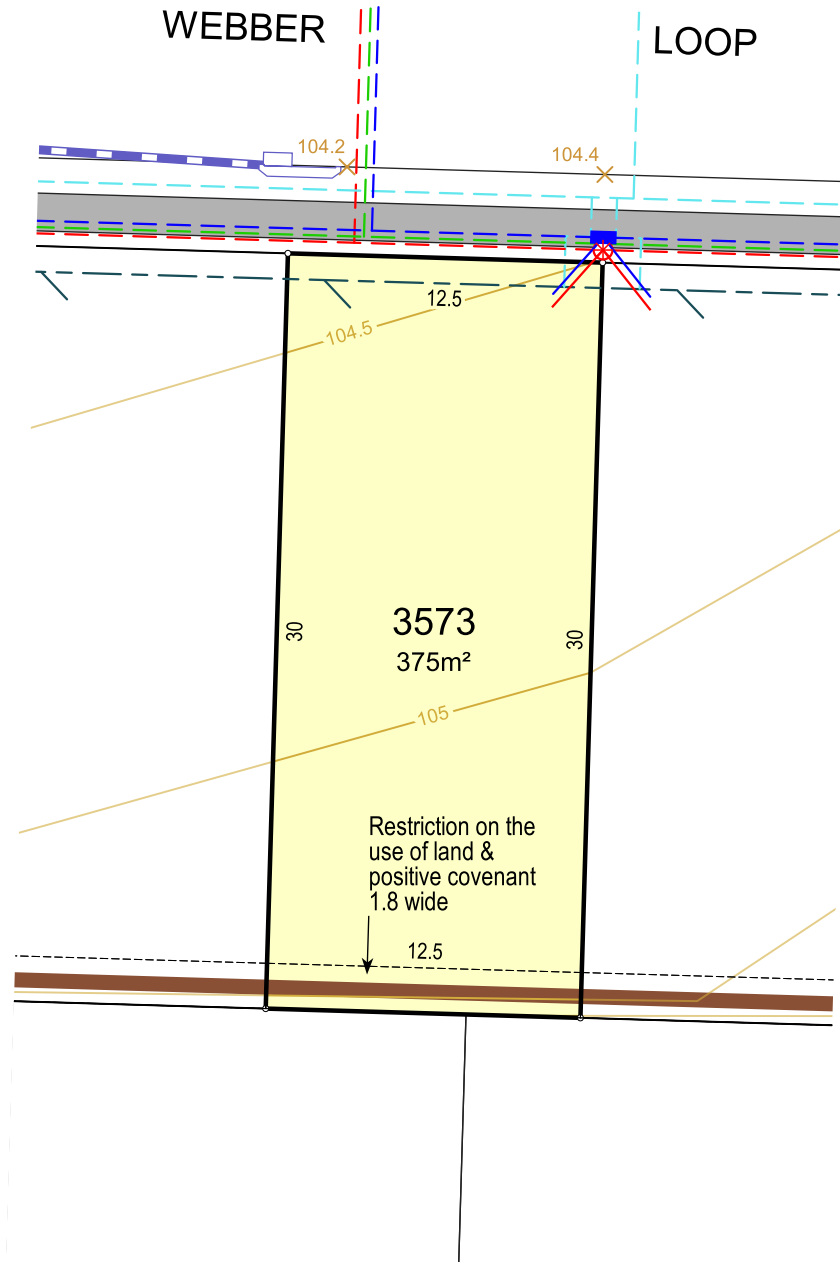 WEBBER LOOP
104.2
104.4
12.5
104.5
30
3573
30
375m²
105
Restriction on the
use of land &
positive covenant
1.8 wide
12.5